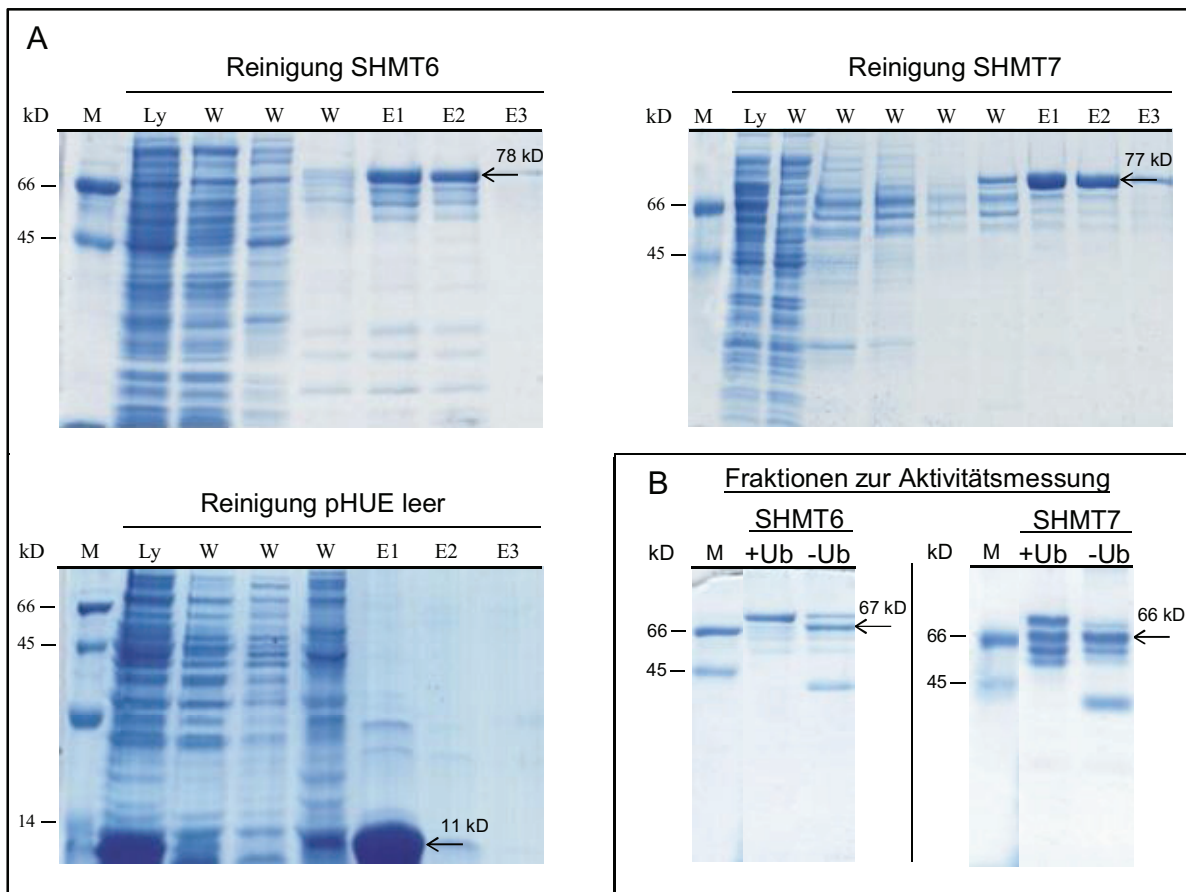 A
Reinigung SHMT6
kD M Ly W W W E1 E2 E3
78 kD
66
45
Reinigung SHMT7
kD M Ly W W W W W E1 E2 E3
77 kD
66
45
Reinigung pHUE leer
kD M Ly W W W E1 E2 E3
66
45
14
11 kD
B Fraktionen zur Aktivitätsmessung
SHMT6
kD M +Ub -Ub
67 kD
66
45
SHMT7
kD M +Ub -Ub
66 kD
66
45